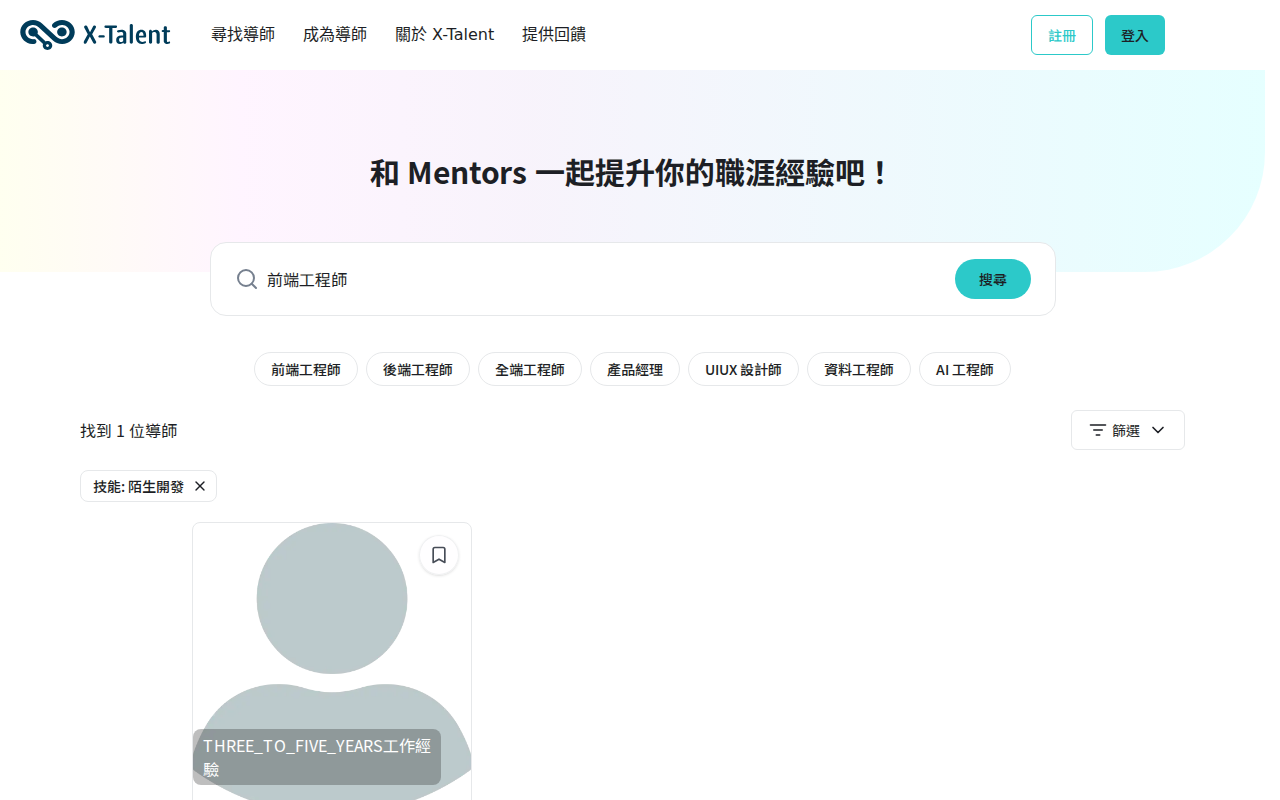 X-Talent 尋找導師 成為導師 關於 X-Talent 提供回饋 註冊 登入
和 Mentors 一起提升你的職涯經驗吧！
前端工程師 搜尋
前端工程師 後端工程師 全端工程師 產品經理 UIUX 設計師 資料工程師 AI 工程師
找到 1 位導師 篩選
技能: 陌生開發
THREE_TO_FIVE_YEARS工作經
驗